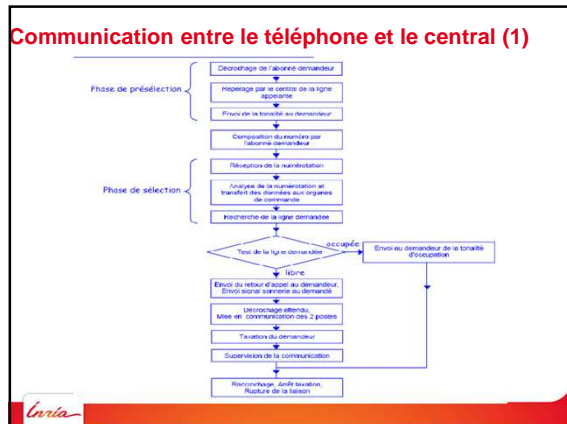 Communication entre le téléphone et le central (1)
Décrochage de l'abonné demandeur
Phase de présélection
Repérage par le central de la ligne
appelante
Envoi de la tonalité au demandeur
Composition du numéro par
l'abonné demandeur
Réception de la numérotation
Phase de sélection
Analyse de la numérotation et
transfert des données aux organes
de commande
Recherche de la ligne demandée
Test de la ligne demandée
occupée
Envoi au demandeur de la tonalité
d'occupation
libre
Envoi du retour d'appel au demandeur,
Envoi signal sonnerie au demandé
Décrochage attendu,
Mise en communication des 2 postes
Taxation du demandeur
Supervision de la communication
Raccrochage, Arrêt taxation,
Rupture de la liaison
Inria